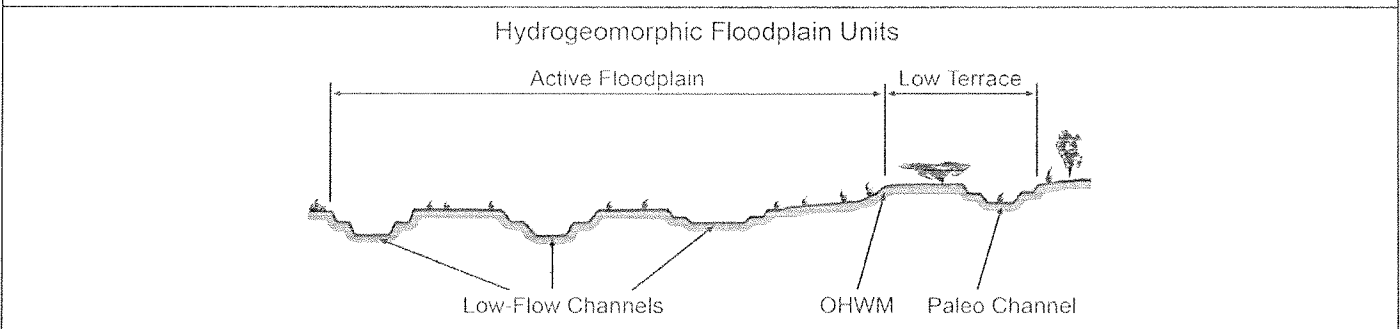 Hydrogeomorphic Floodplain Units
Active Floodplain
Low Terrace
Low-Flow Channels
OHWM
Paleo Channel